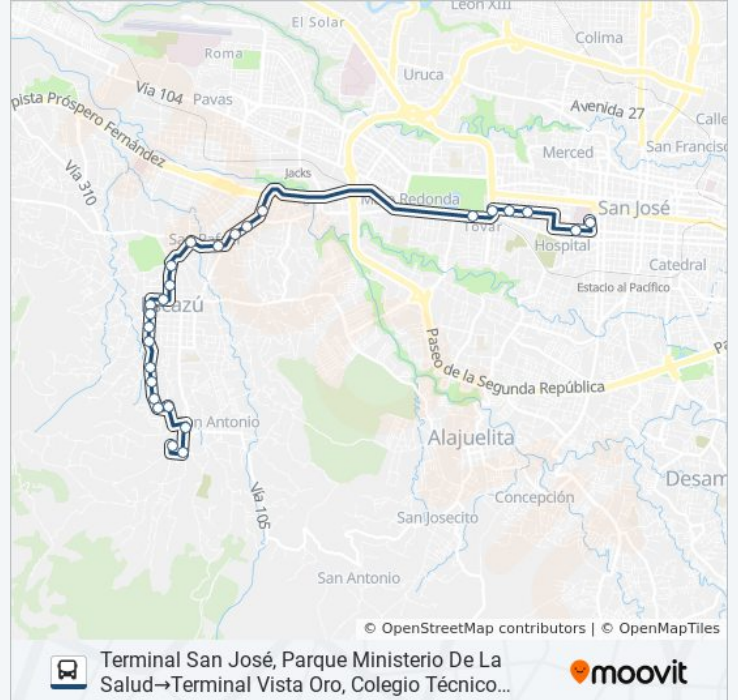 León XIII
El Solar
Colima
Roma
Uruca
Vía 104
Pavas
Avenida 27
pista Próspero Fernández
Calle
San Francisc
Merced
Vía 310
Jacks
Redonda
San José
Tovar
Hospital
Catedral
Estacio al Pacífico
Paseo de la Segunda República
San Antonio
Alajuelita
Vía 105
Desam
Concepción
San Josecito
San Antonio
© OpenStreetMap contributors | © OpenMapTiles
Terminal San José, Parque Ministerio De La
Salud→Terminal Vista Oro, Colegio Técnico...
moovit